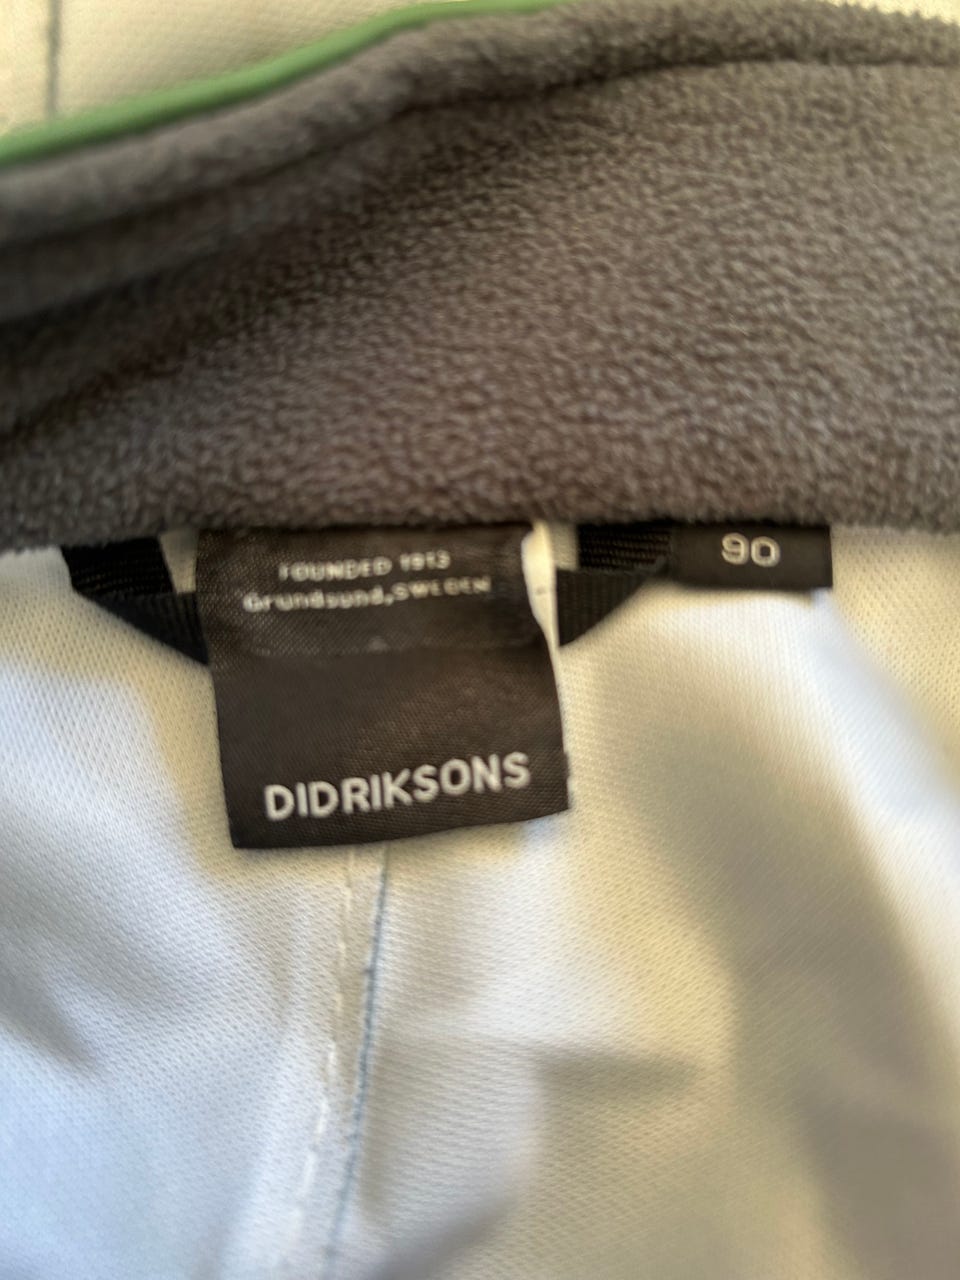 FOUNDED 1913
Grundsund, SWEDEN
DIDRIKSONS
90